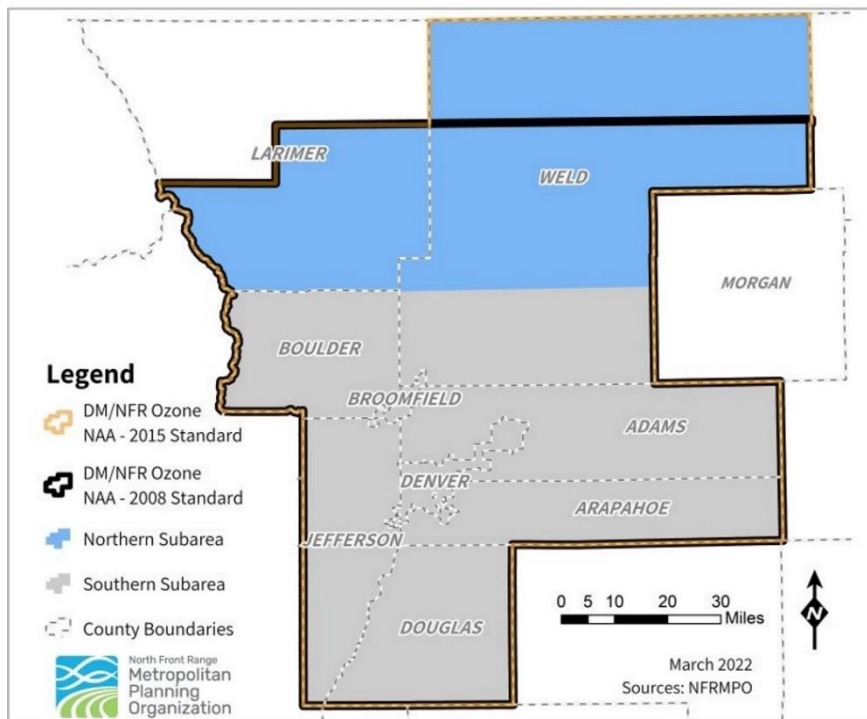 LARIMER
WELD
MORGAN
BOULDER
BROOMFIELD
ADAMS
DENVER
ARAPAHOE
JEFFERSON
DOUGLAS
Legend
DM/NFR Ozone
NAA - 2015 Standard
DM/NFR Ozone
NAA - 2008 Standard
Northern Subarea
Southern Subarea
County Boundaries
North Front Range
Metropolitan
Planning
Organization
0 5 10 20 30
Miles
N
March 2022
Sources: NFRMPO